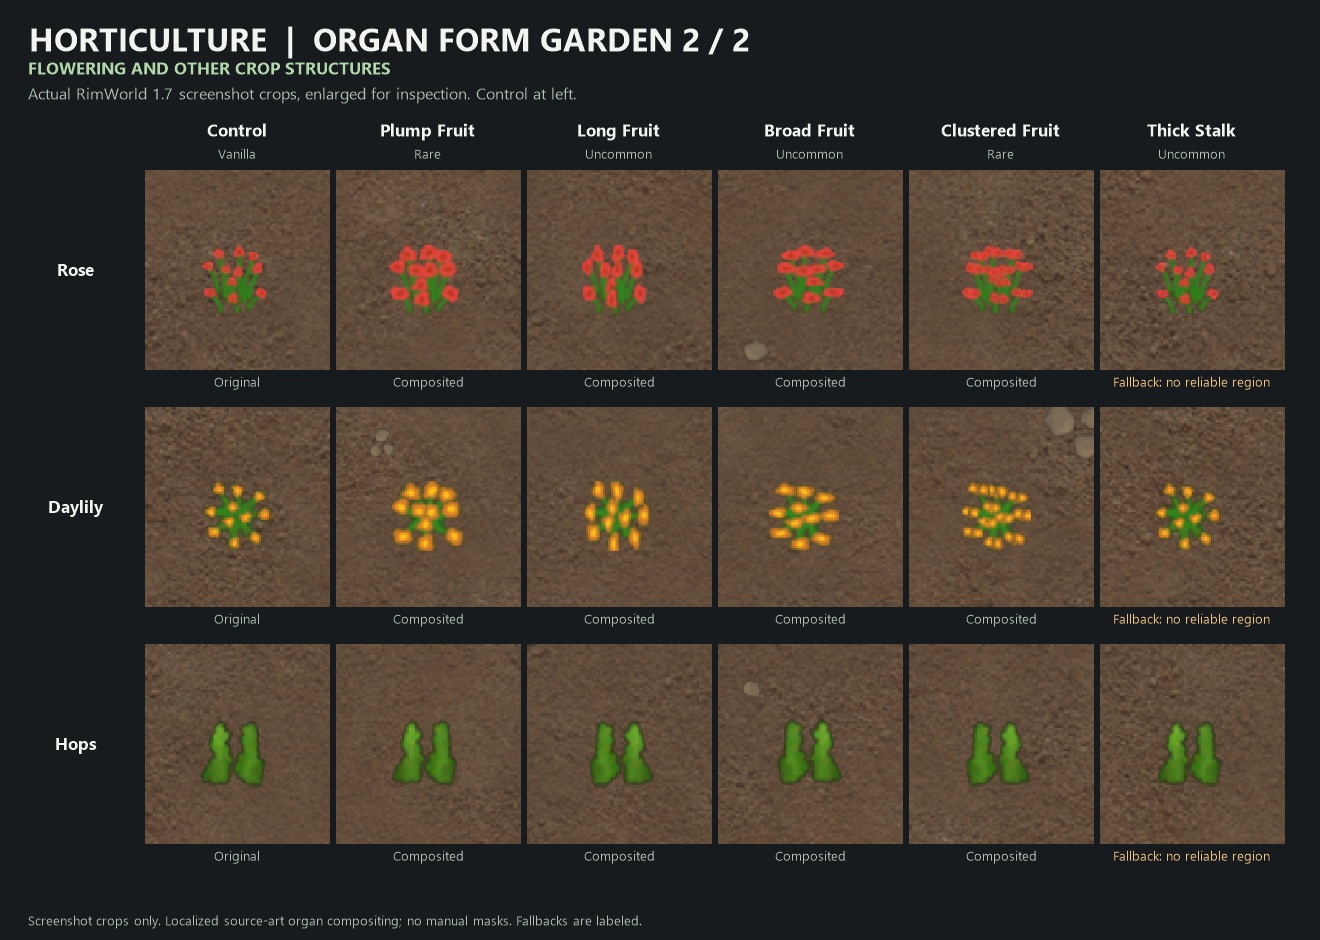 HORTICULTURE | ORGAN FORM GARDEN 2 / 2
FLOWERING AND OTHER CROP STRUCTURES
Actual RimWorld 1.7 screenshot crops, enlarged for inspection. Control at left.
Control Plump Fruit Long Fruit Broad Fruit Clustered Fruit Thick Stalk
Vanilla Rare Uncommon Uncommon Rare Uncommon
Rose
Original Composited Composited Composited Composited Fallback: no reliable region
Daylily
Original Composited Composited Composited Composited Fallback: no reliable region
Hops
Original Composited Composited Composited Composited Fallback: no reliable region
Screenshot crops only. Localized source-art organ compositing; no manual masks. Fallbacks are labeled.